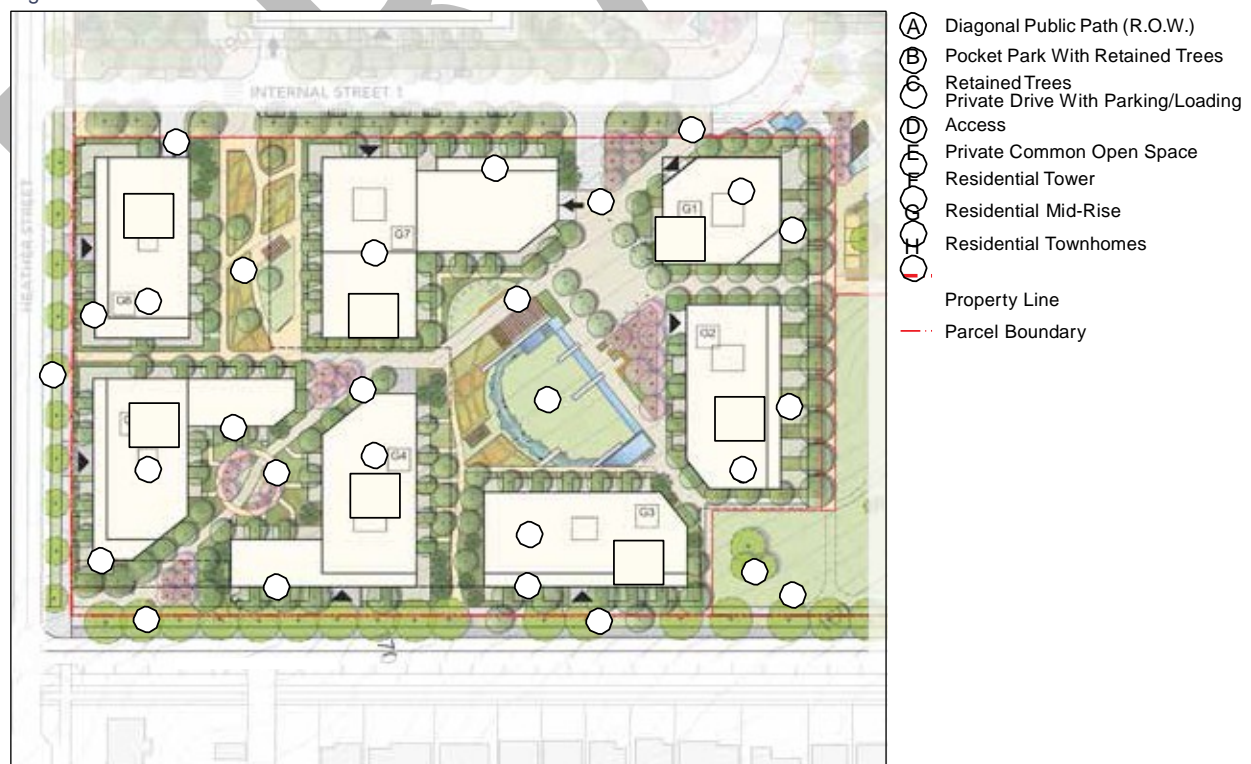 A Diagonal Public Path (R.O.W.)
B Pocket Park With Retained Trees
C Retained Trees
Private Drive With Parking/Loading
D Access
E Private Common Open Space
F Residential Tower
G Residential Mid-Rise
H Residential Townhomes
Property Line
Parcel Boundary
INTERNAL STREET 1
HEATHER STREET
G1
G7
G6
G2
G4
G3
70